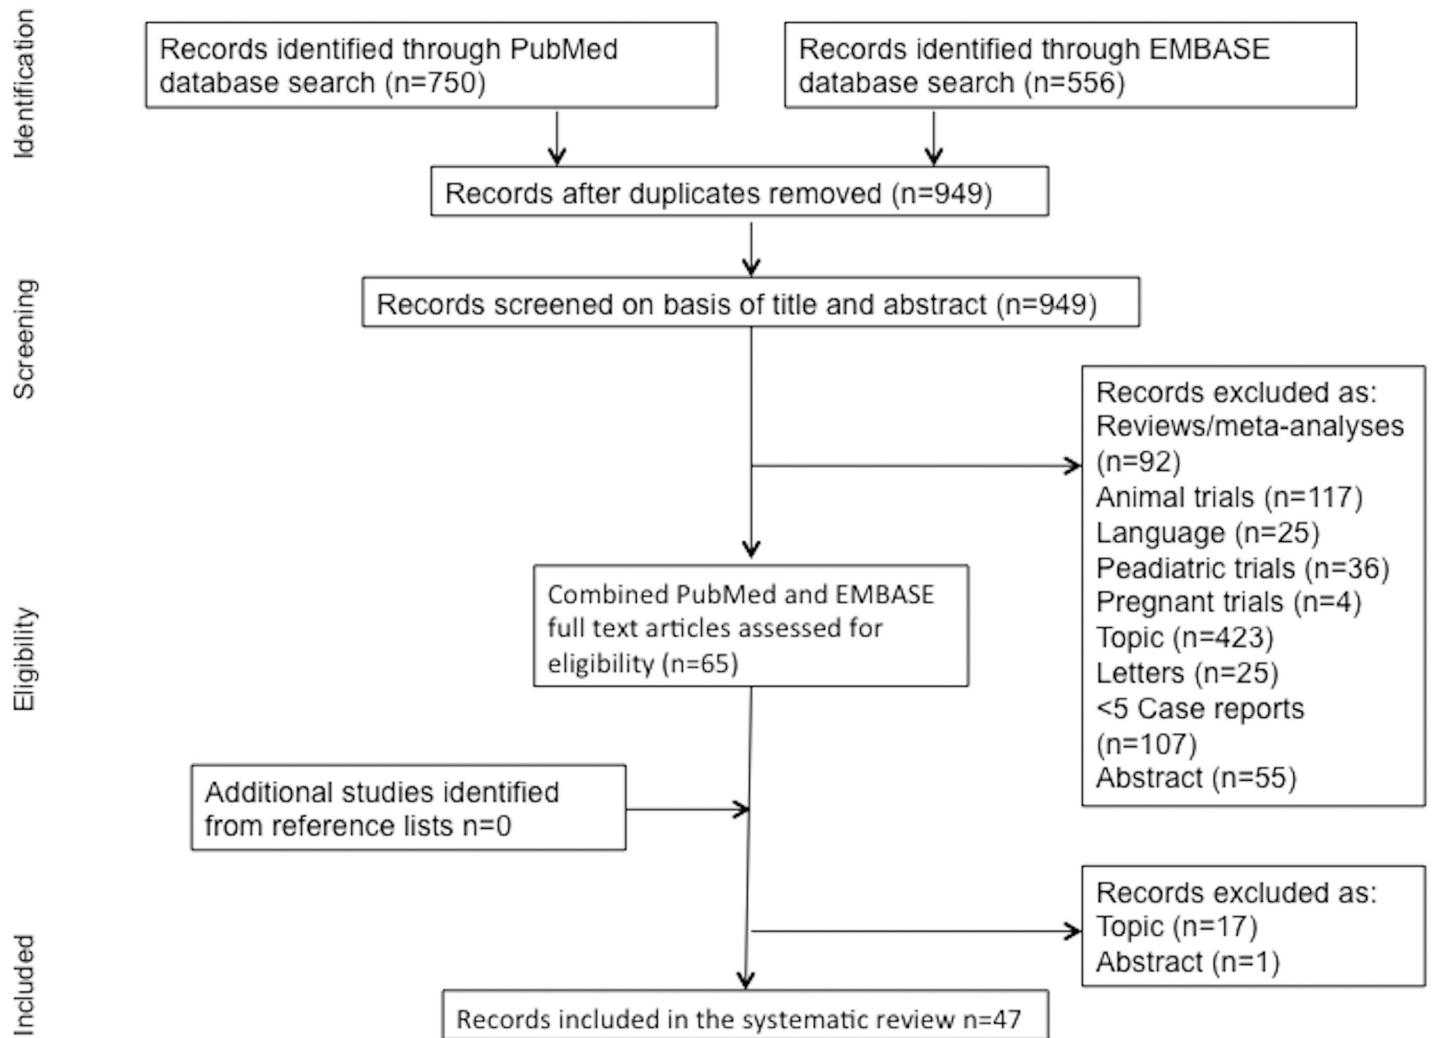 Identification
Records identified through PubMed
database search (n=750)
Records identified through EMBASE
database search (n=556)
Records after duplicates removed (n=949)
Screening
Records screened on basis of title and abstract (n=949)
Records excluded as:
Reviews/meta-analyses
(n=92)
Animal trials (n=117)
Language (n=25)
Peadiatric trials (n=36)
Pregnant trials (n=4)
Topic (n=423)
Letters (n=25)
<5 Case reports
(n=107)
Abstract (n=55)
Eligibility
Combined PubMed and EMBASE
full text articles assessed for
eligibility (n=65)
Additional studies identified
from reference lists n=0
Records excluded as:
Topic (n=17)
Abstract (n=1)
Included
Records included in the systematic review n=47